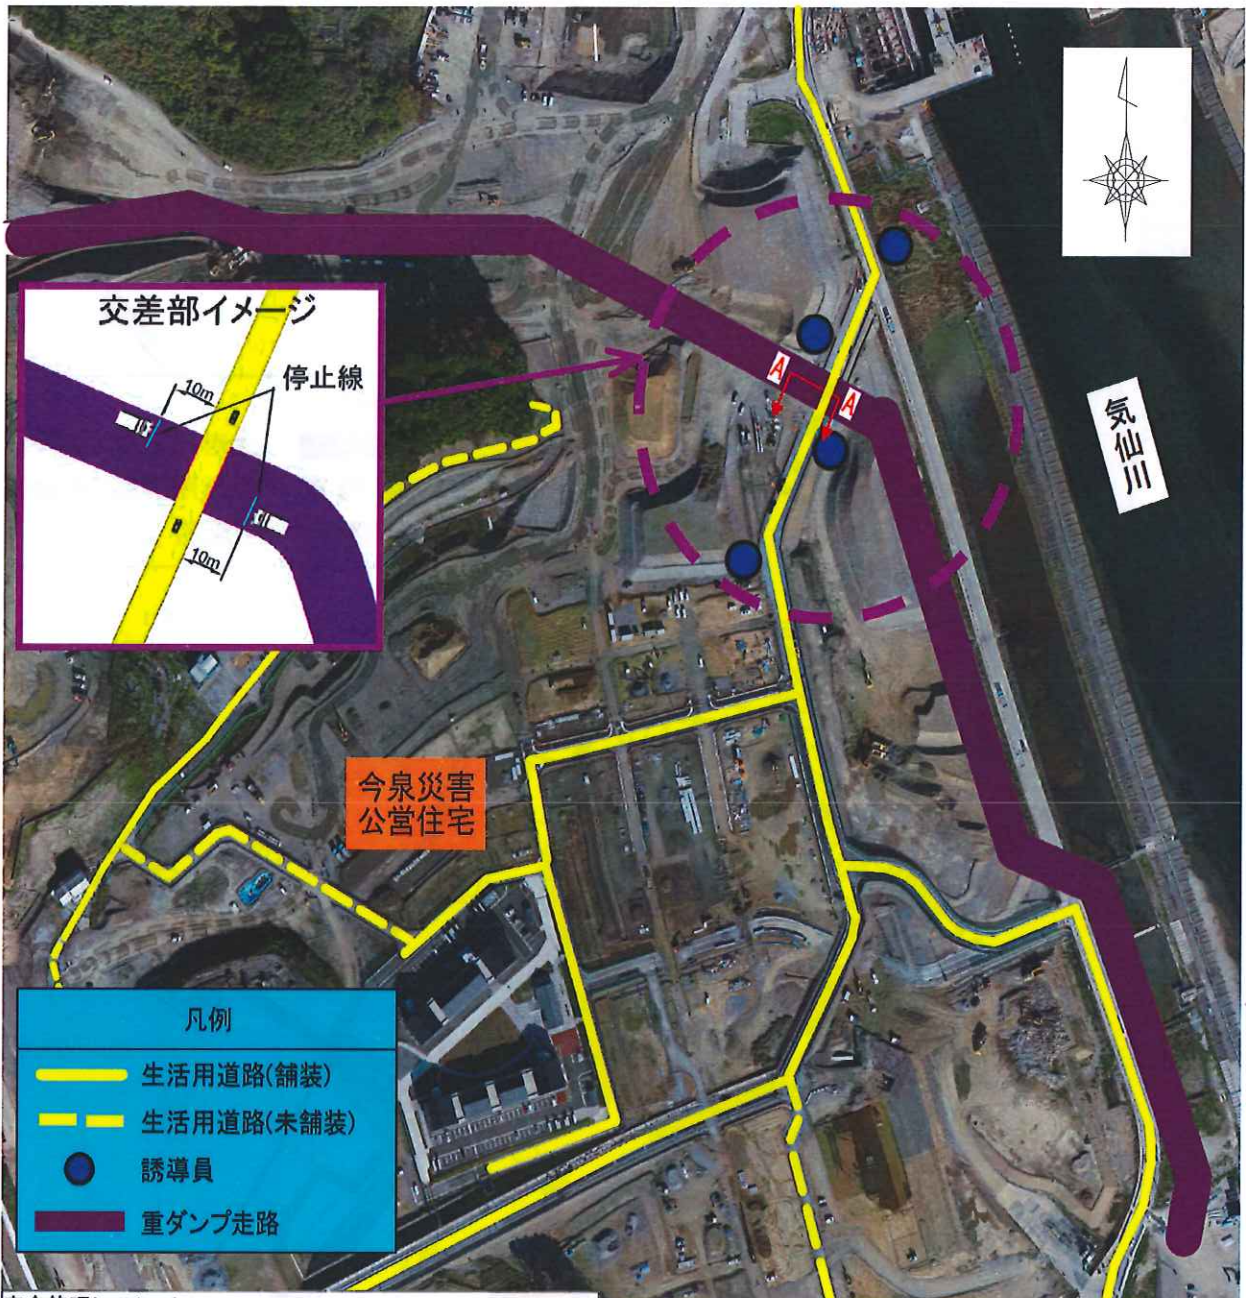 交差部イメージ
10m
停止線
10m
A
A
気仙川
今泉災害
公営住宅
凡例
生活用道路(舗装)
生活用道路(未舗装)
誘導員
重ダンプ走路